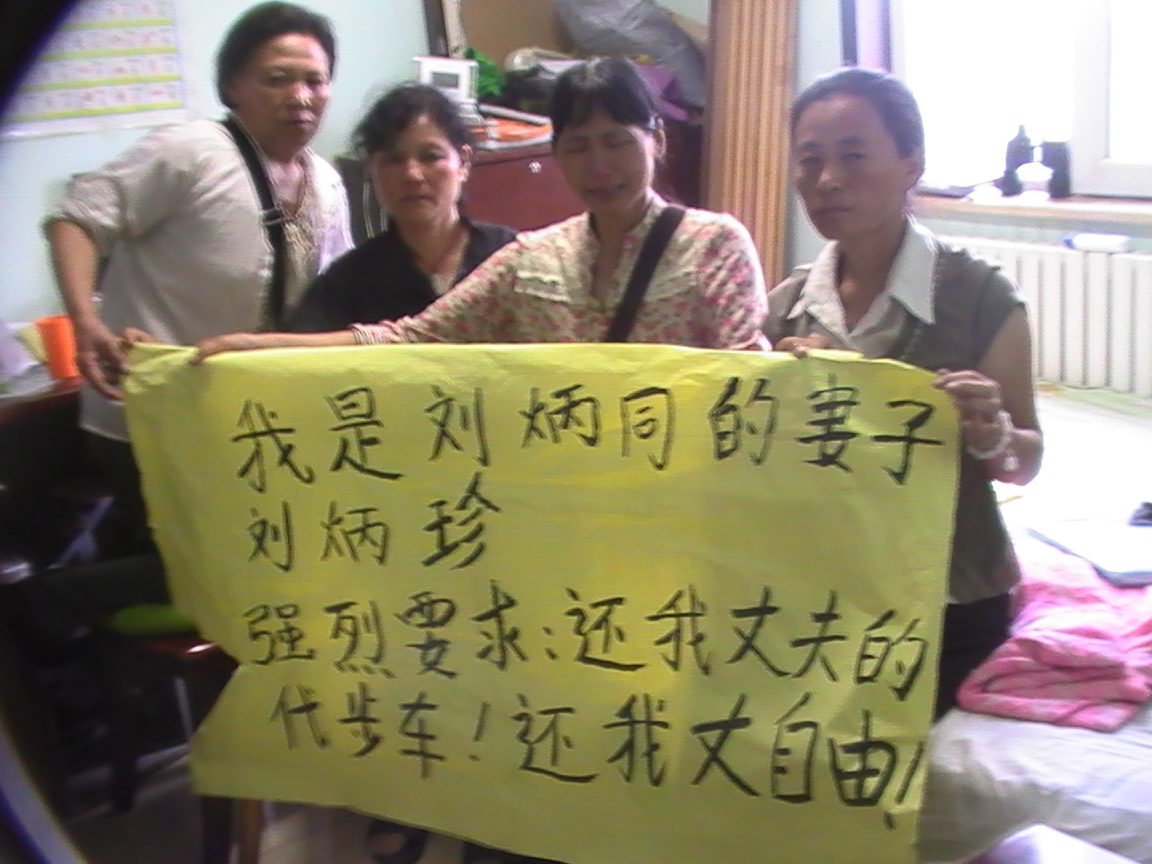 我是刘炳同的妻子
刘炳珍
强烈要求:还我丈夫的
代步车!还我丈自由!